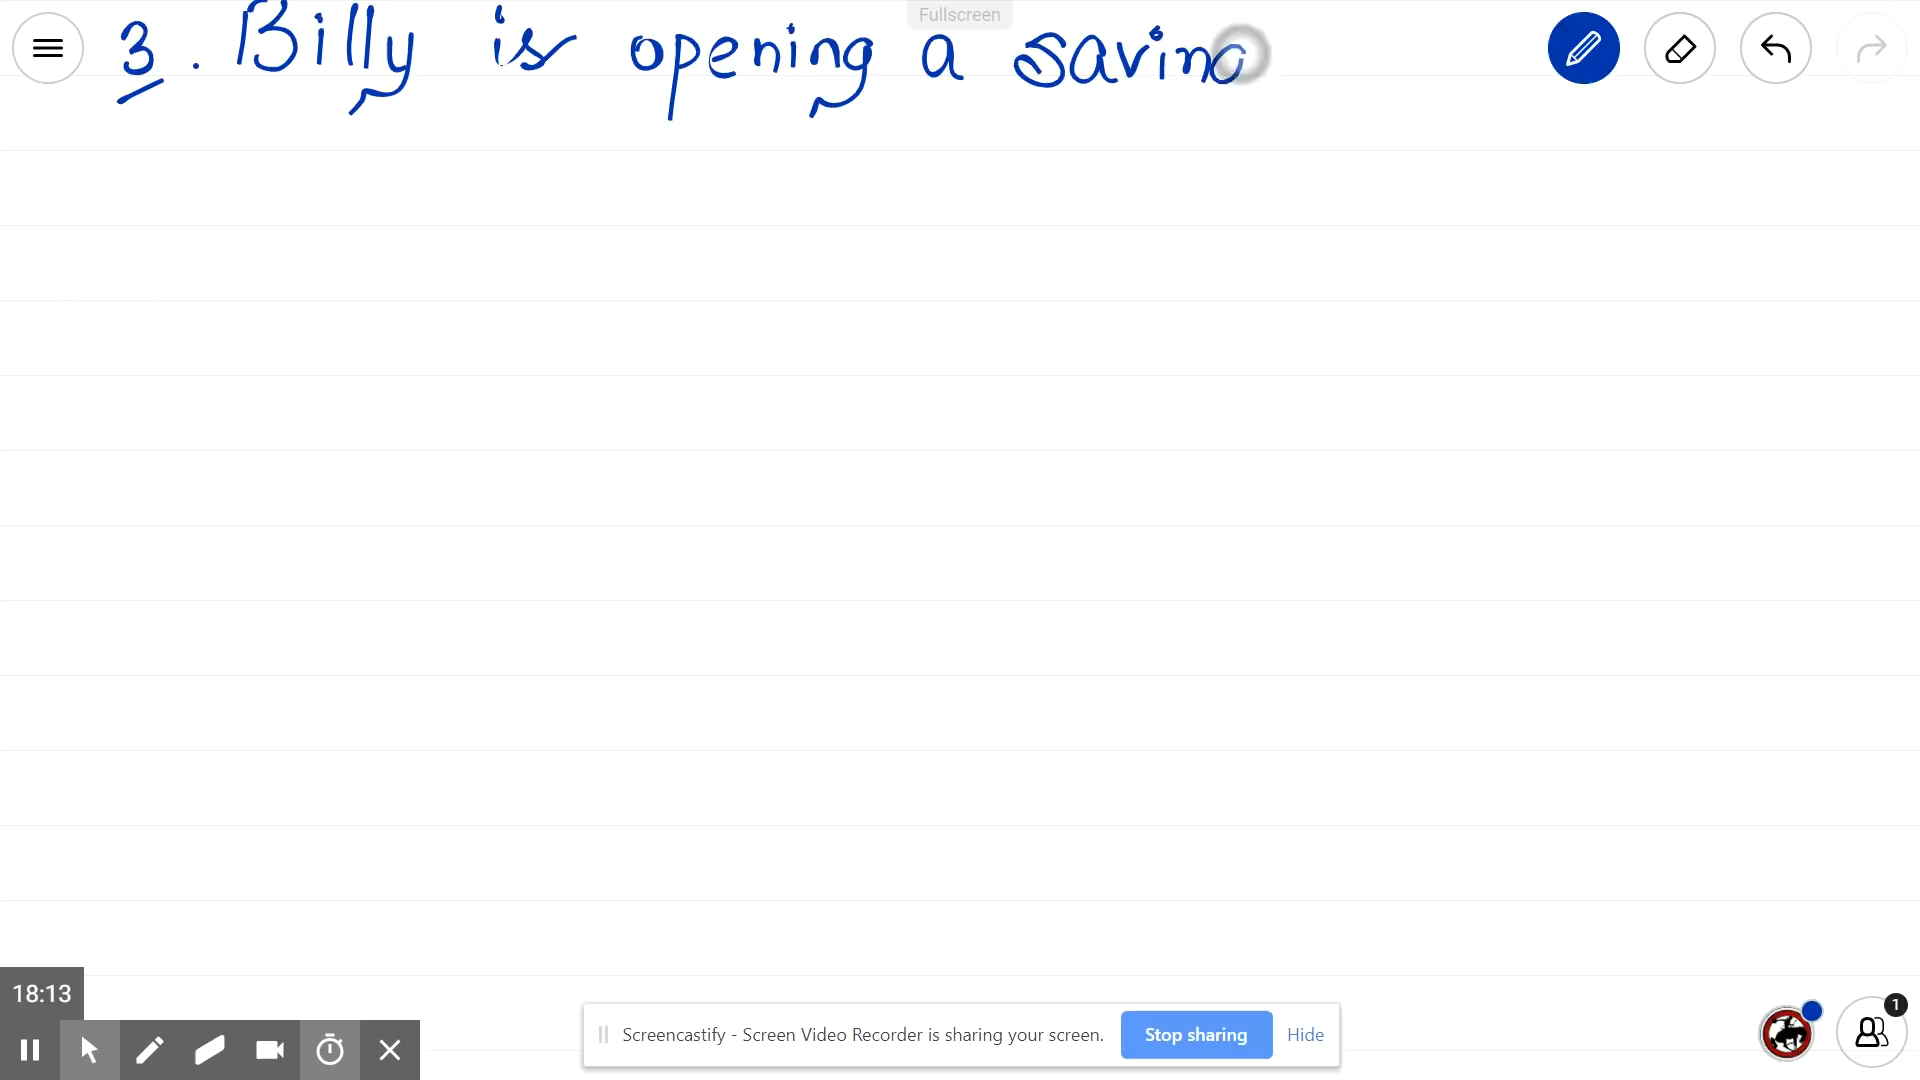 Fullscreen
3. Billy is opening a saving
18:13
Screencastify - Screen Video Recorder is sharing your screen. Stop sharing Hide
1